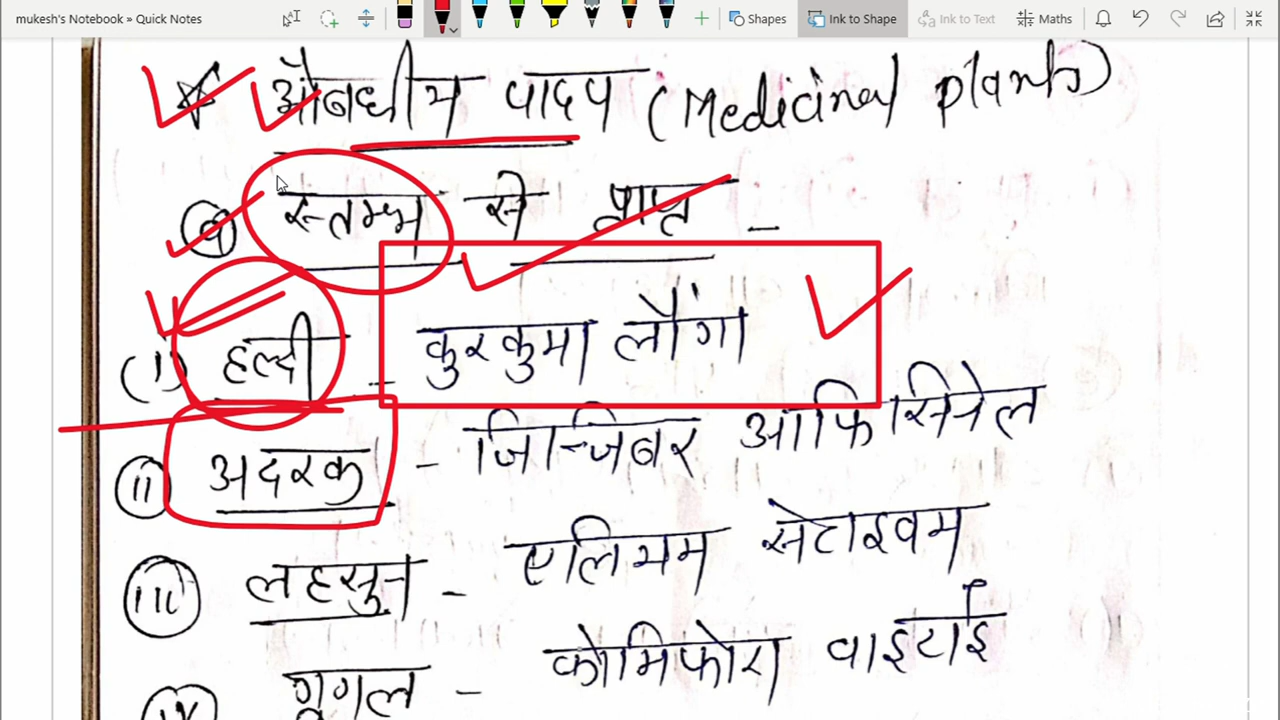 mukesh's Notebook » Quick Notes
Shapes Ink to Shape Ink to Text Maths
औषधीय पादप (Medicinal plants)
स्तम्भ से प्राप्त -
(i) हल्दी - कुरकुमा लौंगा
(ii) अदरक - जिन्जिबर ऑफिसिनेल
(iii) लहसुन - एलियम सेटाइवम
(iv) गूगल - कोमिफोरा वाईटाई